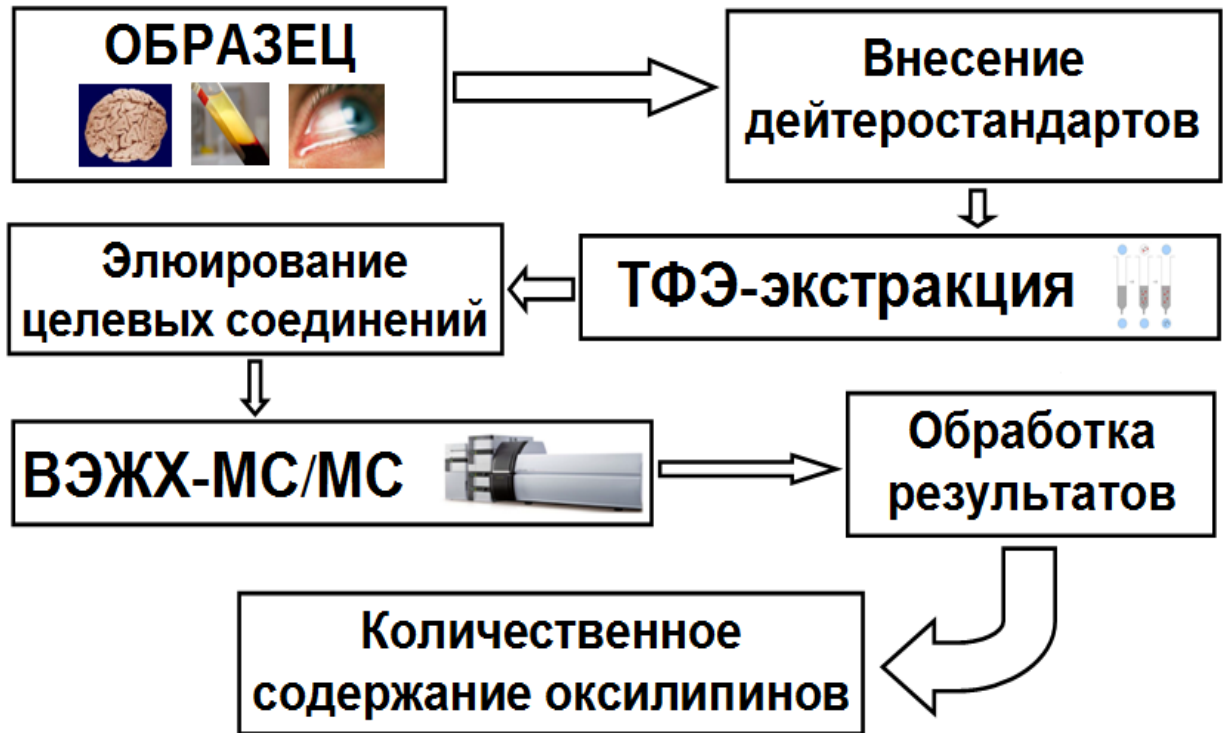 ОБРАЗЕЦ
Внесение
дейтеростандартов
ТФЭ-экстракция
Элюирование
целевых соединений
ВЭЖХ-МС/МС
Обработка
результатов
Количественное
содержание оксилипинов